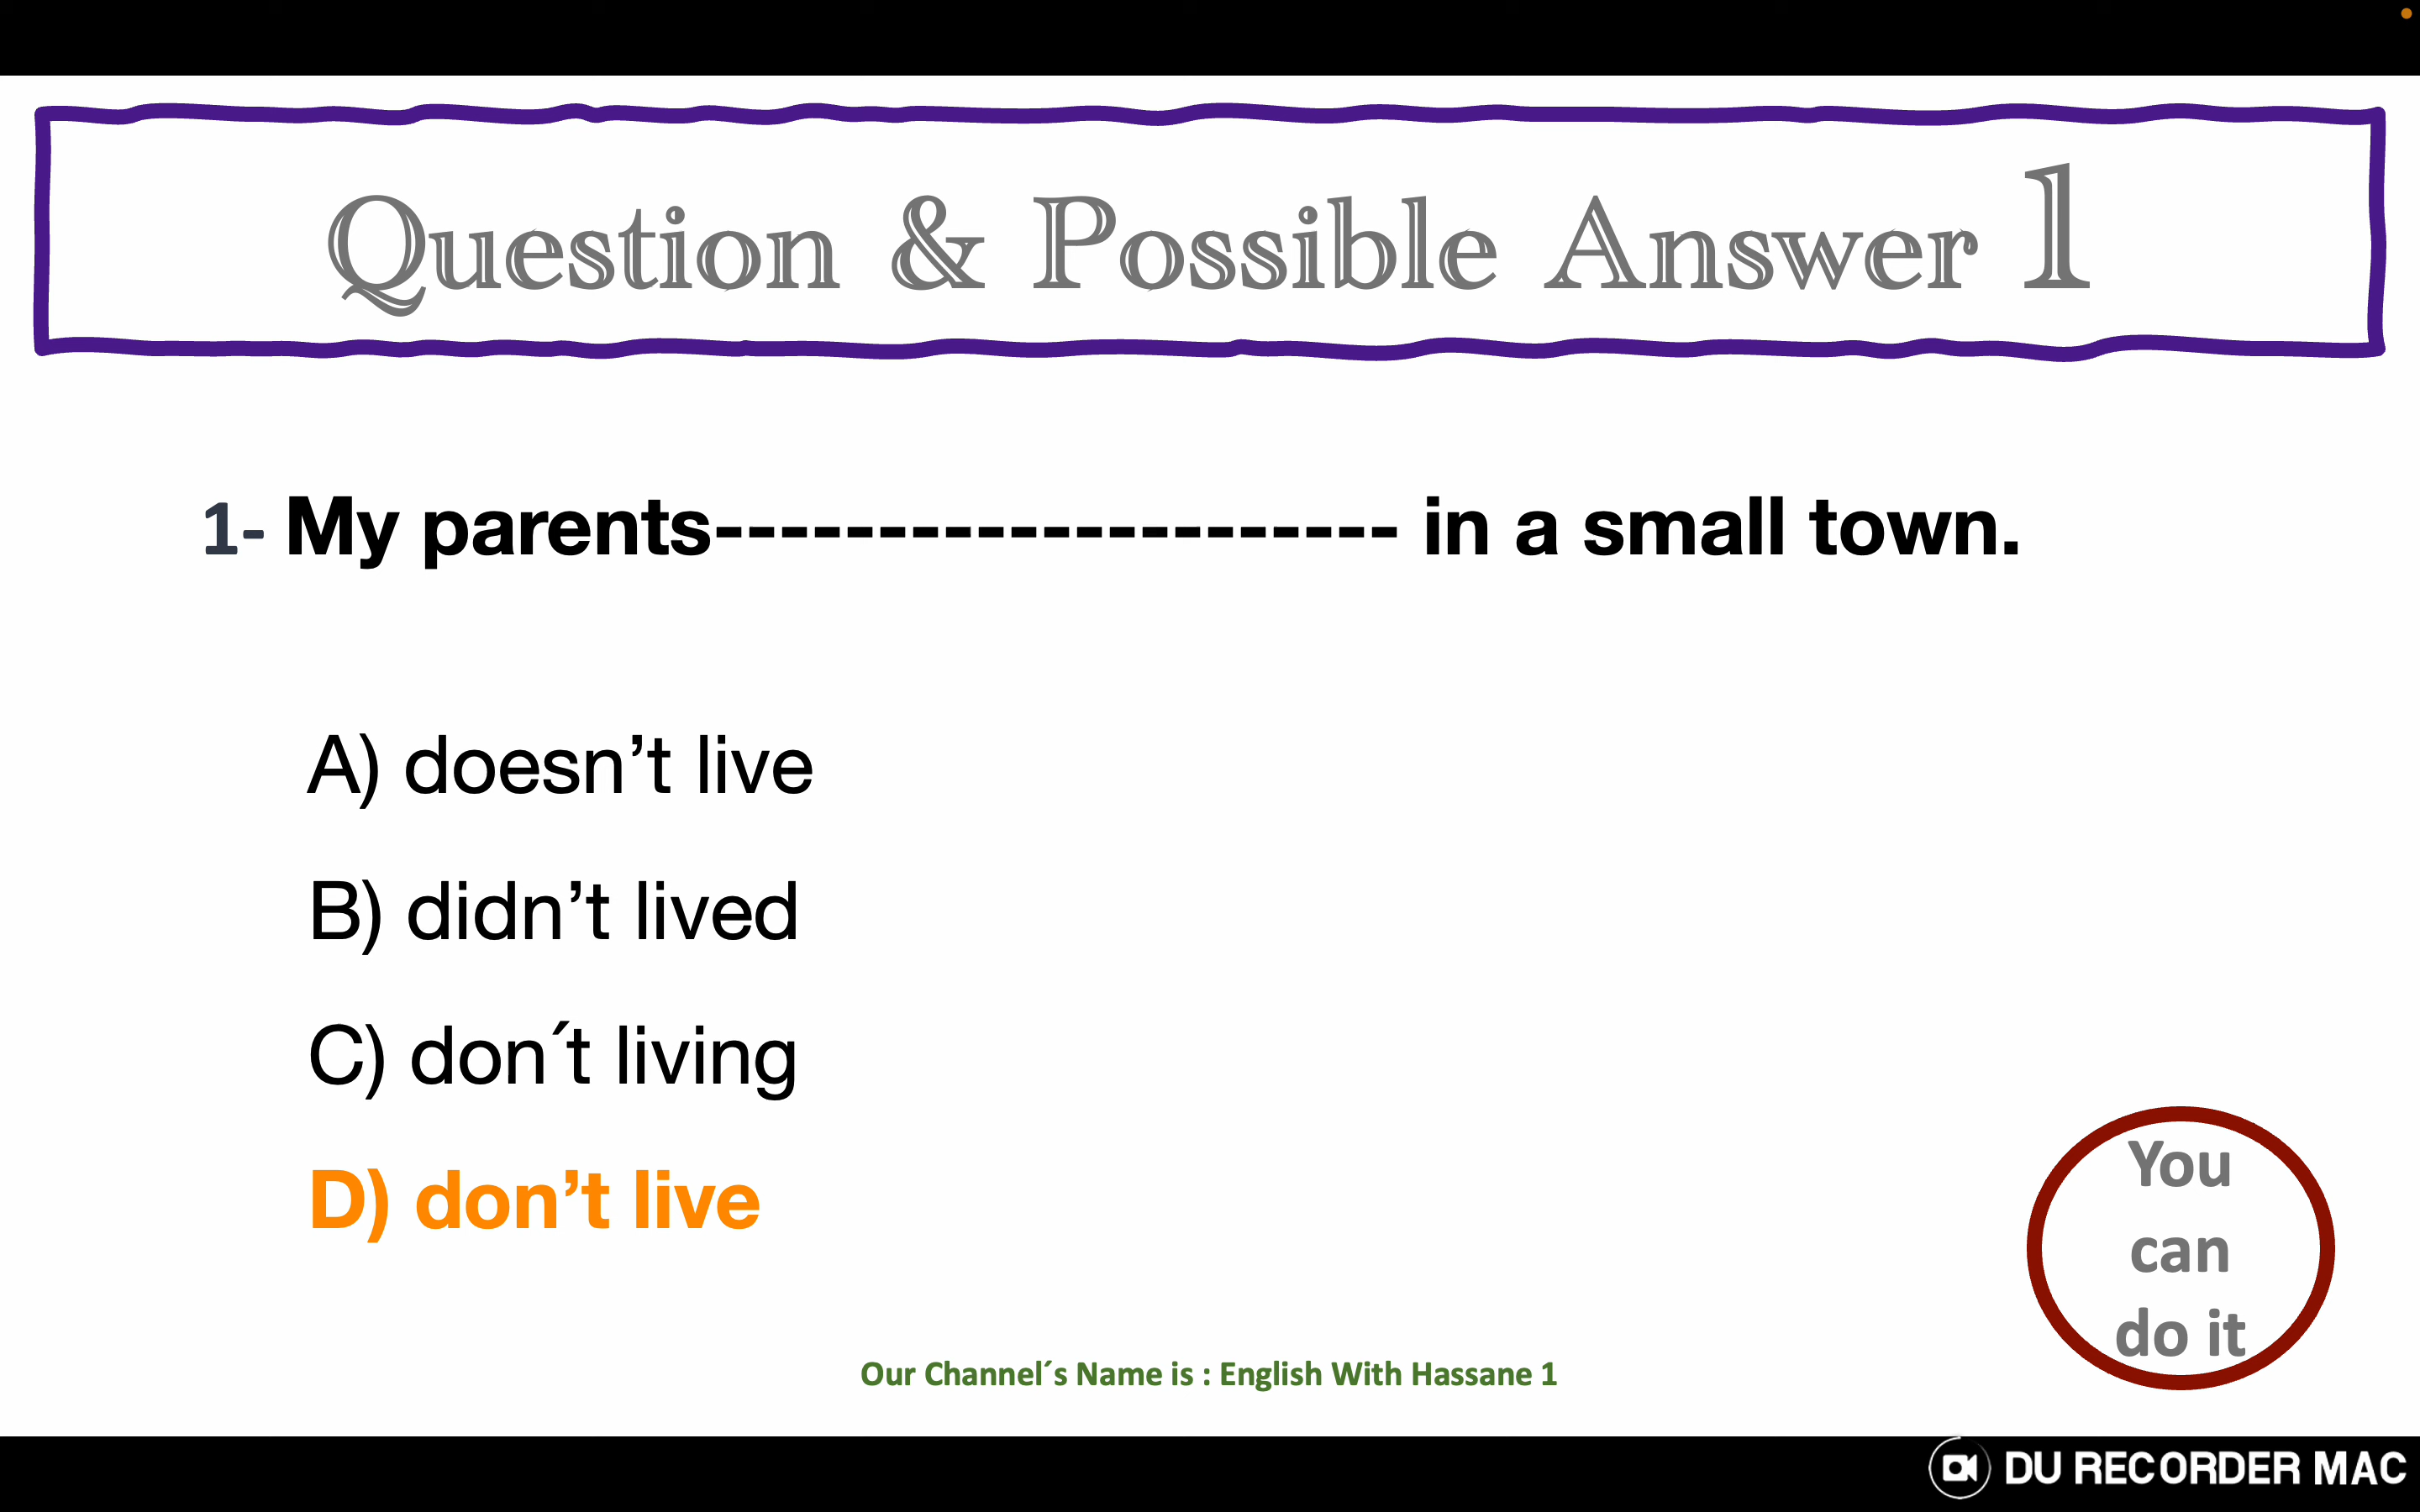 Question & Possible Answer 1
1- My parents--------------------- in a small town.
A) doesn’t live
B) didn’t lived
C) don´t living
D) don’t live
You
can
do it
Our Channel´s Name is : English With Hassane 1
DU RECORDER MAC